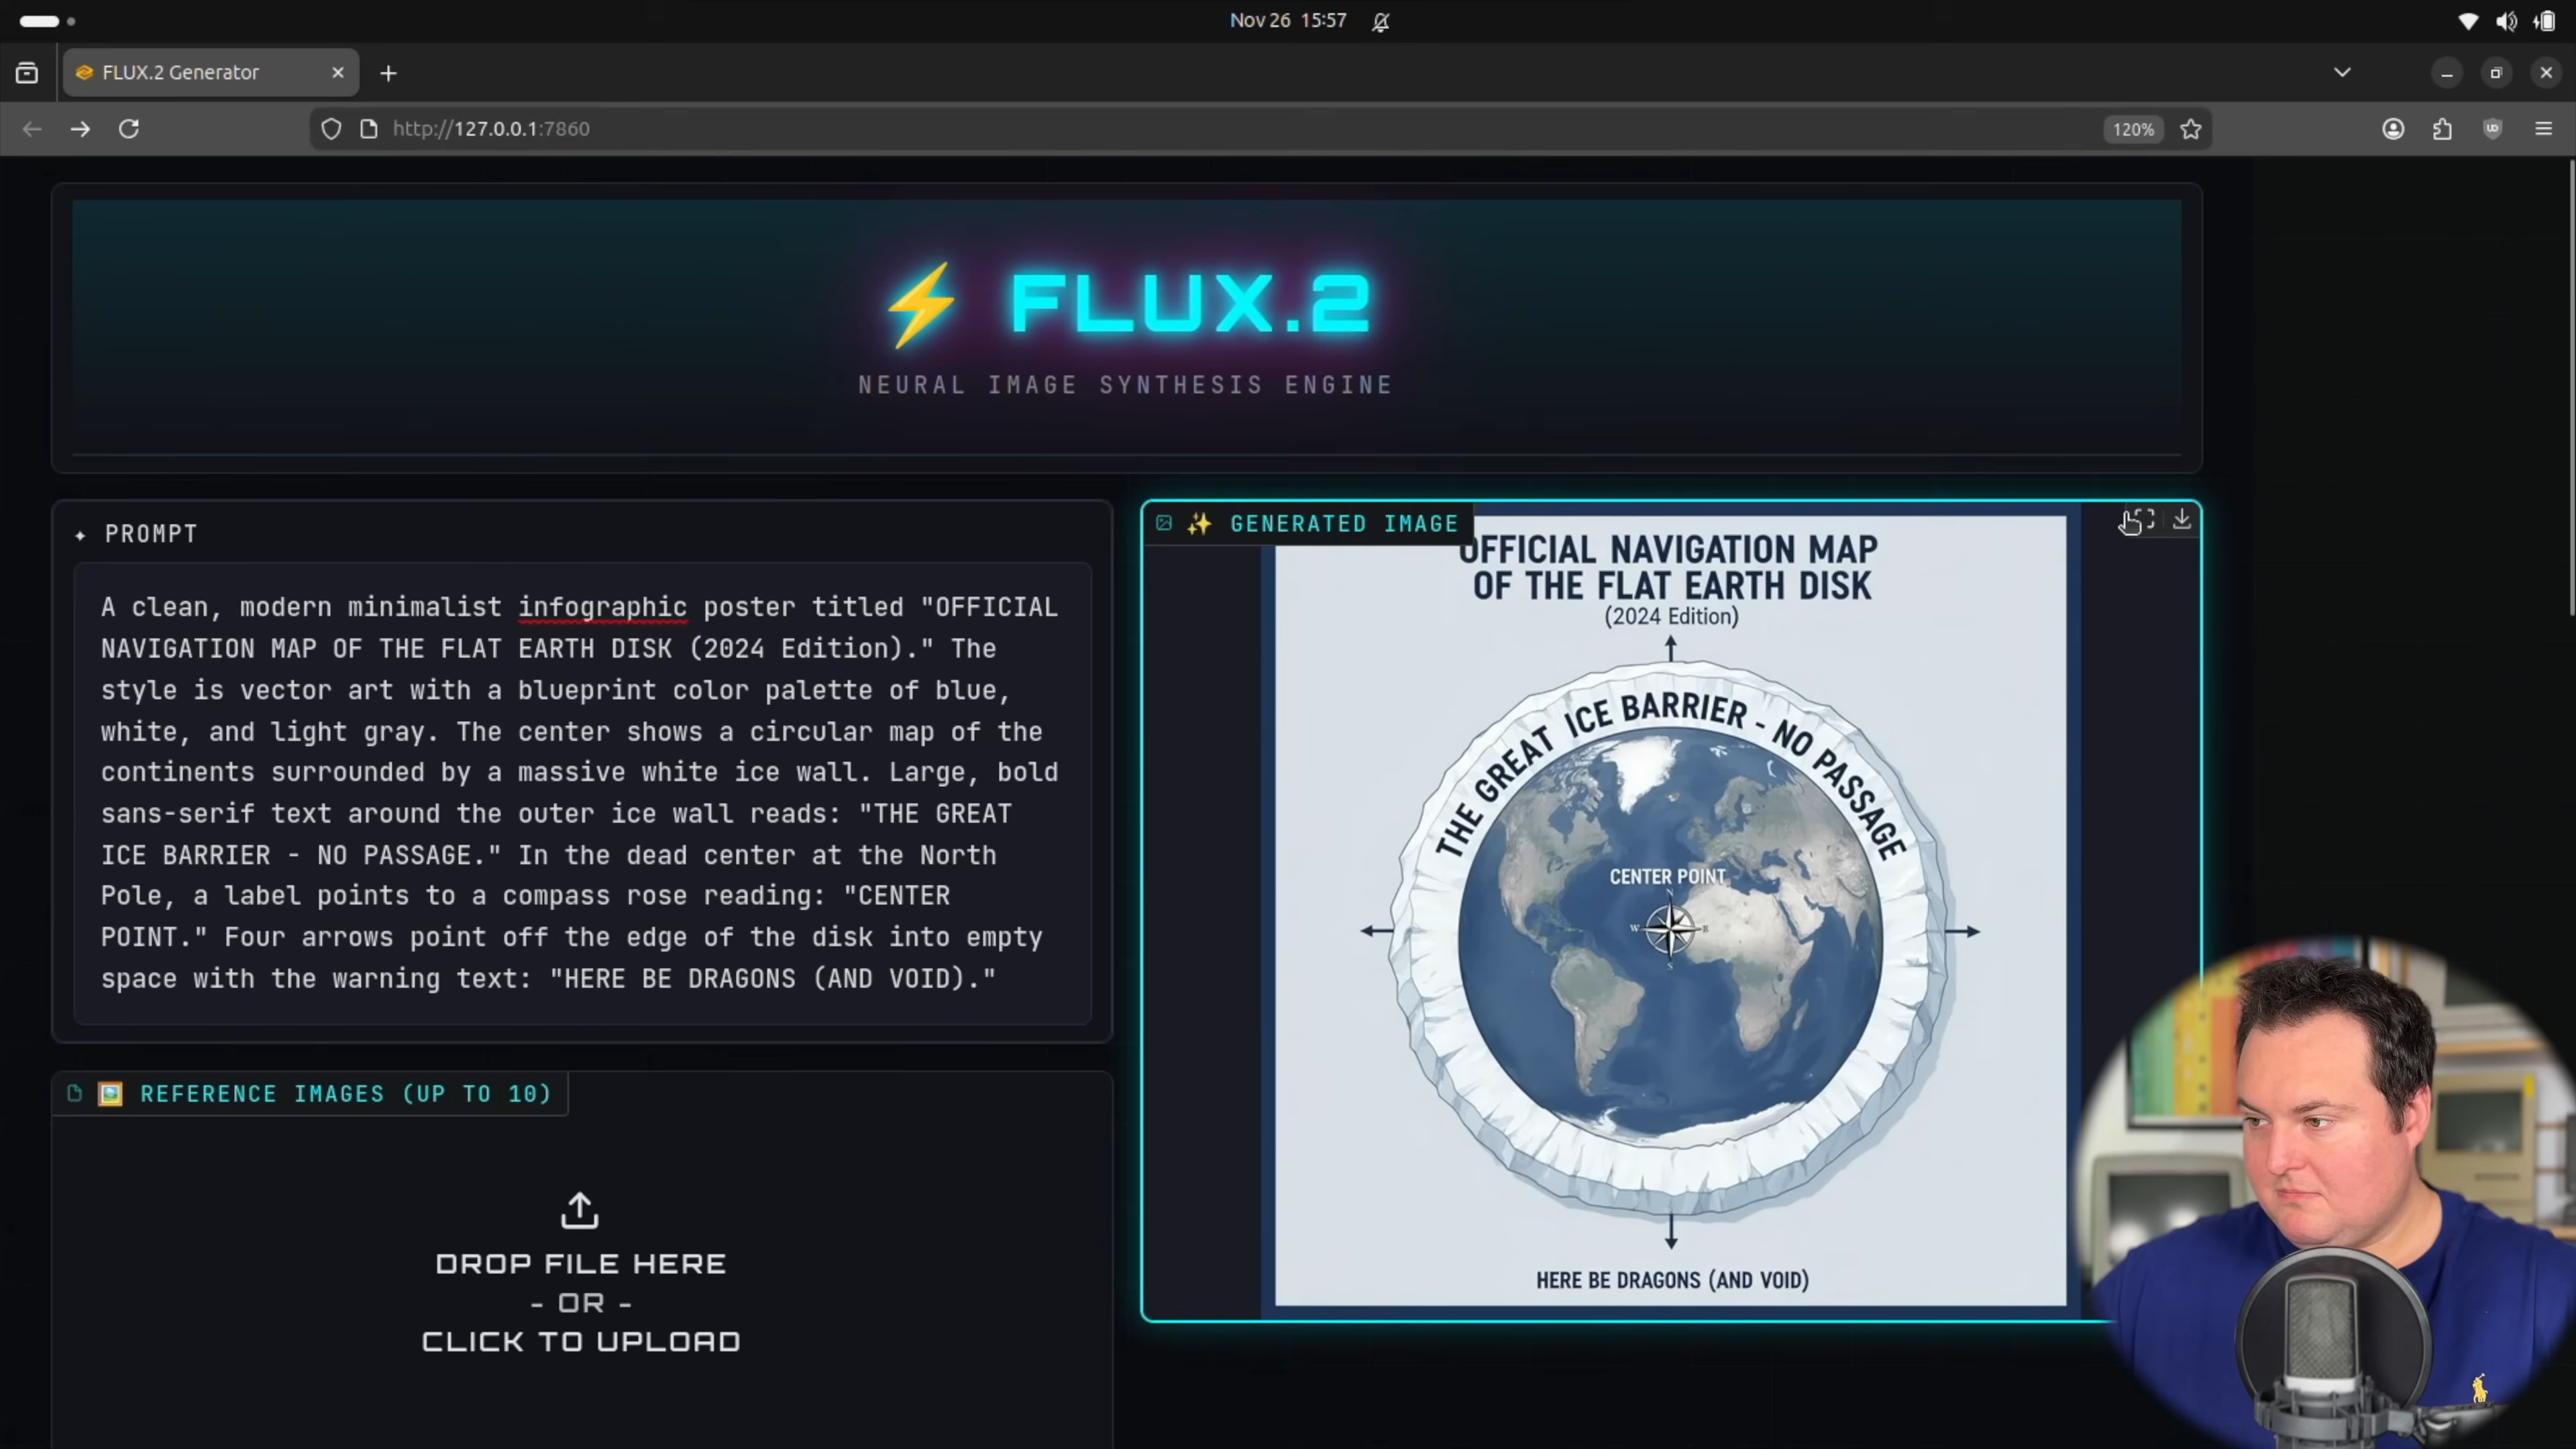 Nov 26 15:57
FLUX.2 Generator
http://127.0.0.1:7860
120%
FLUX.2
NEURAL IMAGE SYNTHESIS ENGINE
PROMPT
A clean, modern minimalist infographic poster titled "OFFICIAL
NAVIGATION MAP OF THE FLAT EARTH DISK (2024 Edition)." The
style is vector art with a blueprint color palette of blue,
white, and light gray. The center shows a circular map of the
continents surrounded by a massive white ice wall. Large, bold
sans-serif text around the outer ice wall reads: "THE GREAT
ICE BARRIER - NO PASSAGE." In the dead center at the North
Pole, a label points to a compass rose reading: "CENTER
POINT." Four arrows point off the edge of the disk into empty
space with the warning text: "HERE BE DRAGONS (AND VOID)."
REFERENCE IMAGES (UP TO 10)
DROP FILE HERE
- OR -
CLICK TO UPLOAD
GENERATED IMAGE
OFFICIAL NAVIGATION MAP
OF THE FLAT EARTH DISK
(2024 Edition)
THE GREAT ICE BARRIER - NO PASSAGE
CENTER POINT
N
W E
S
HERE BE DRAGONS (AND VOID)